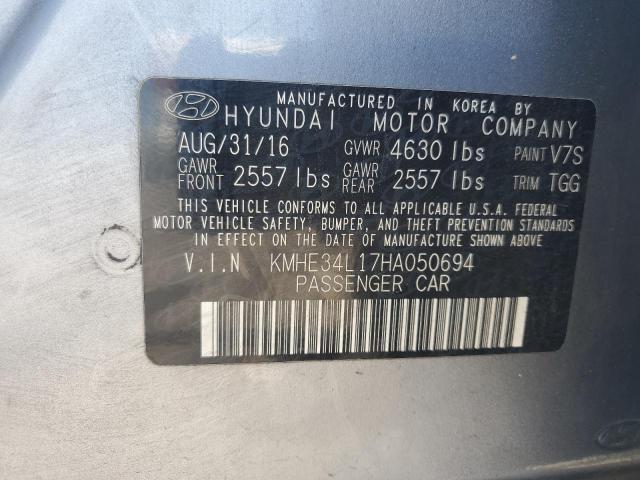 MANUFACTURED IN KOREA BY
HYUNDAI MOTOR COMPANY
AUG/31/16 GVWR 4630 lbs PAINT V7S
GAWR FRONT 2557 lbs GAWR REAR 2557 lbs TRIM TGG
THIS VEHICLE CONFORMS TO ALL APPLICABLE U.S.A. FEDERAL
MOTOR VEHICLE SAFETY, BUMPER, AND THEFT PREVENTION STANDARDS
IN EFFECT ON THE DATE OF MANUFACTURE SHOWN ABOVE.
V.I.N KMHE34L17HA050694
PASSENGER CAR